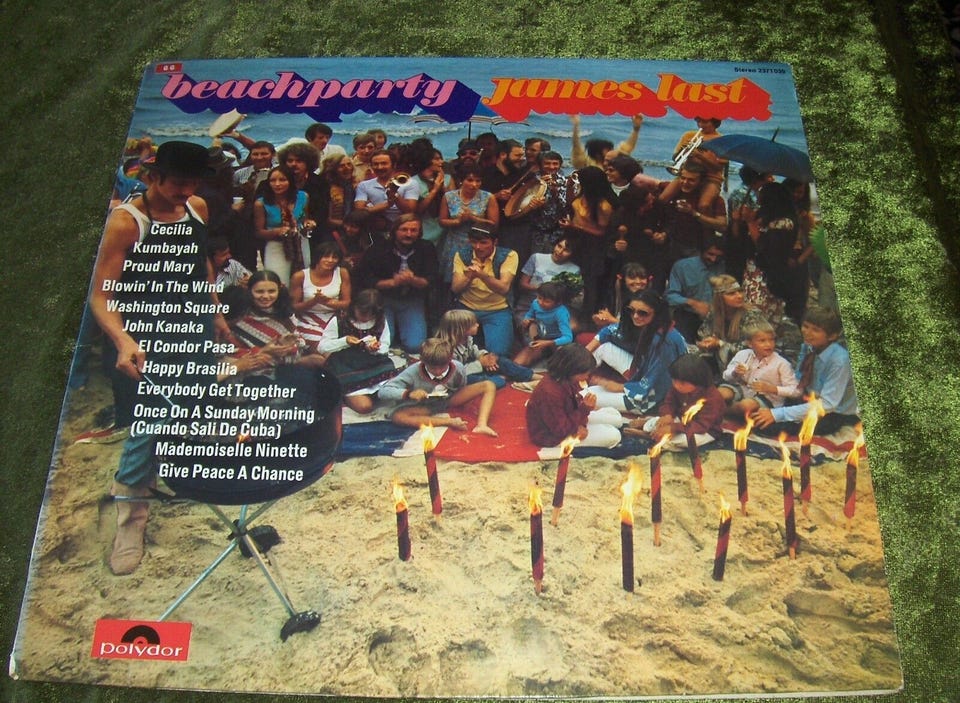 beachparty james last
Stereo 2371 039
Cecilia
Kumbayah
Proud Mary
Blowin' In The Wind
Washington Square
John Kanaka
El Condor Pasa
Happy Brasilia
Everybody Get Together
Once On A Sunday Morning
(Cuando Sali De Cuba)
Mademoiselle Ninette
Give Peace A Chance
polydor